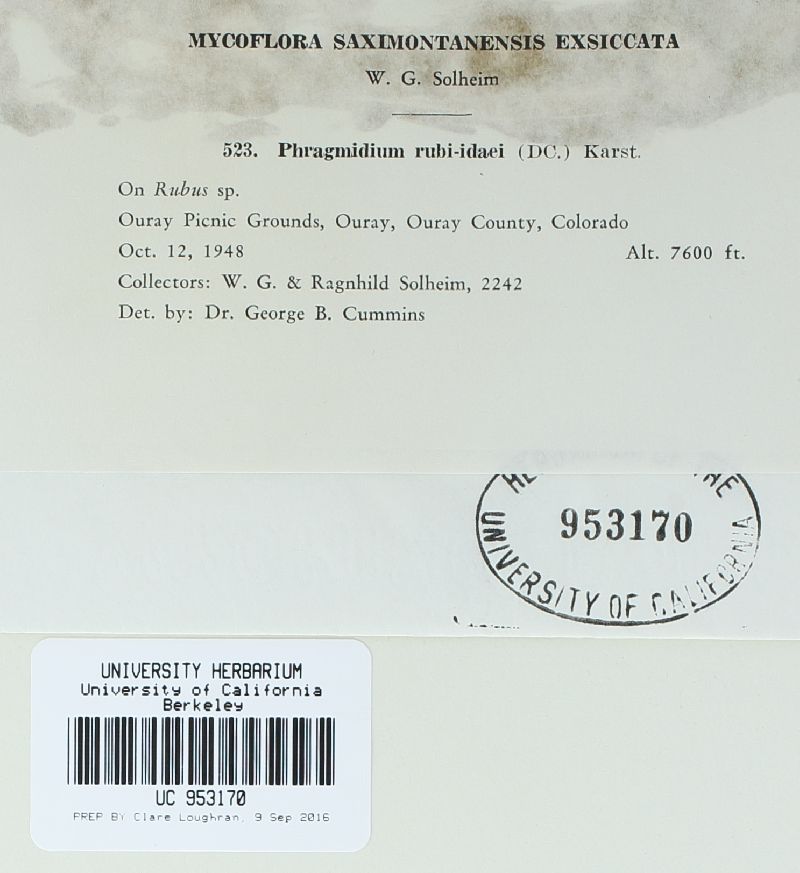 MYCOFLORA SAXIMONTANENSIS EXSICCATA
W. G. Solheim
523. Phragmidium rubi-idaei (DC.) Karst.
On Rubus sp.
Ouray Picnic Grounds, Ouray, Ouray County, Colorado
Oct. 12, 1948 Alt. 7600 ft.
Collectors: W. G. & Ragnhild Solheim, 2242
Det. by: Dr. George B. Cummins
953170
UNIVERSITY OF CALIFORNIA
UNIVERSITY HERBARIUM
University of California
Berkeley
UC 953170
PREP BY Clare Loughran, 9 Sep 2016